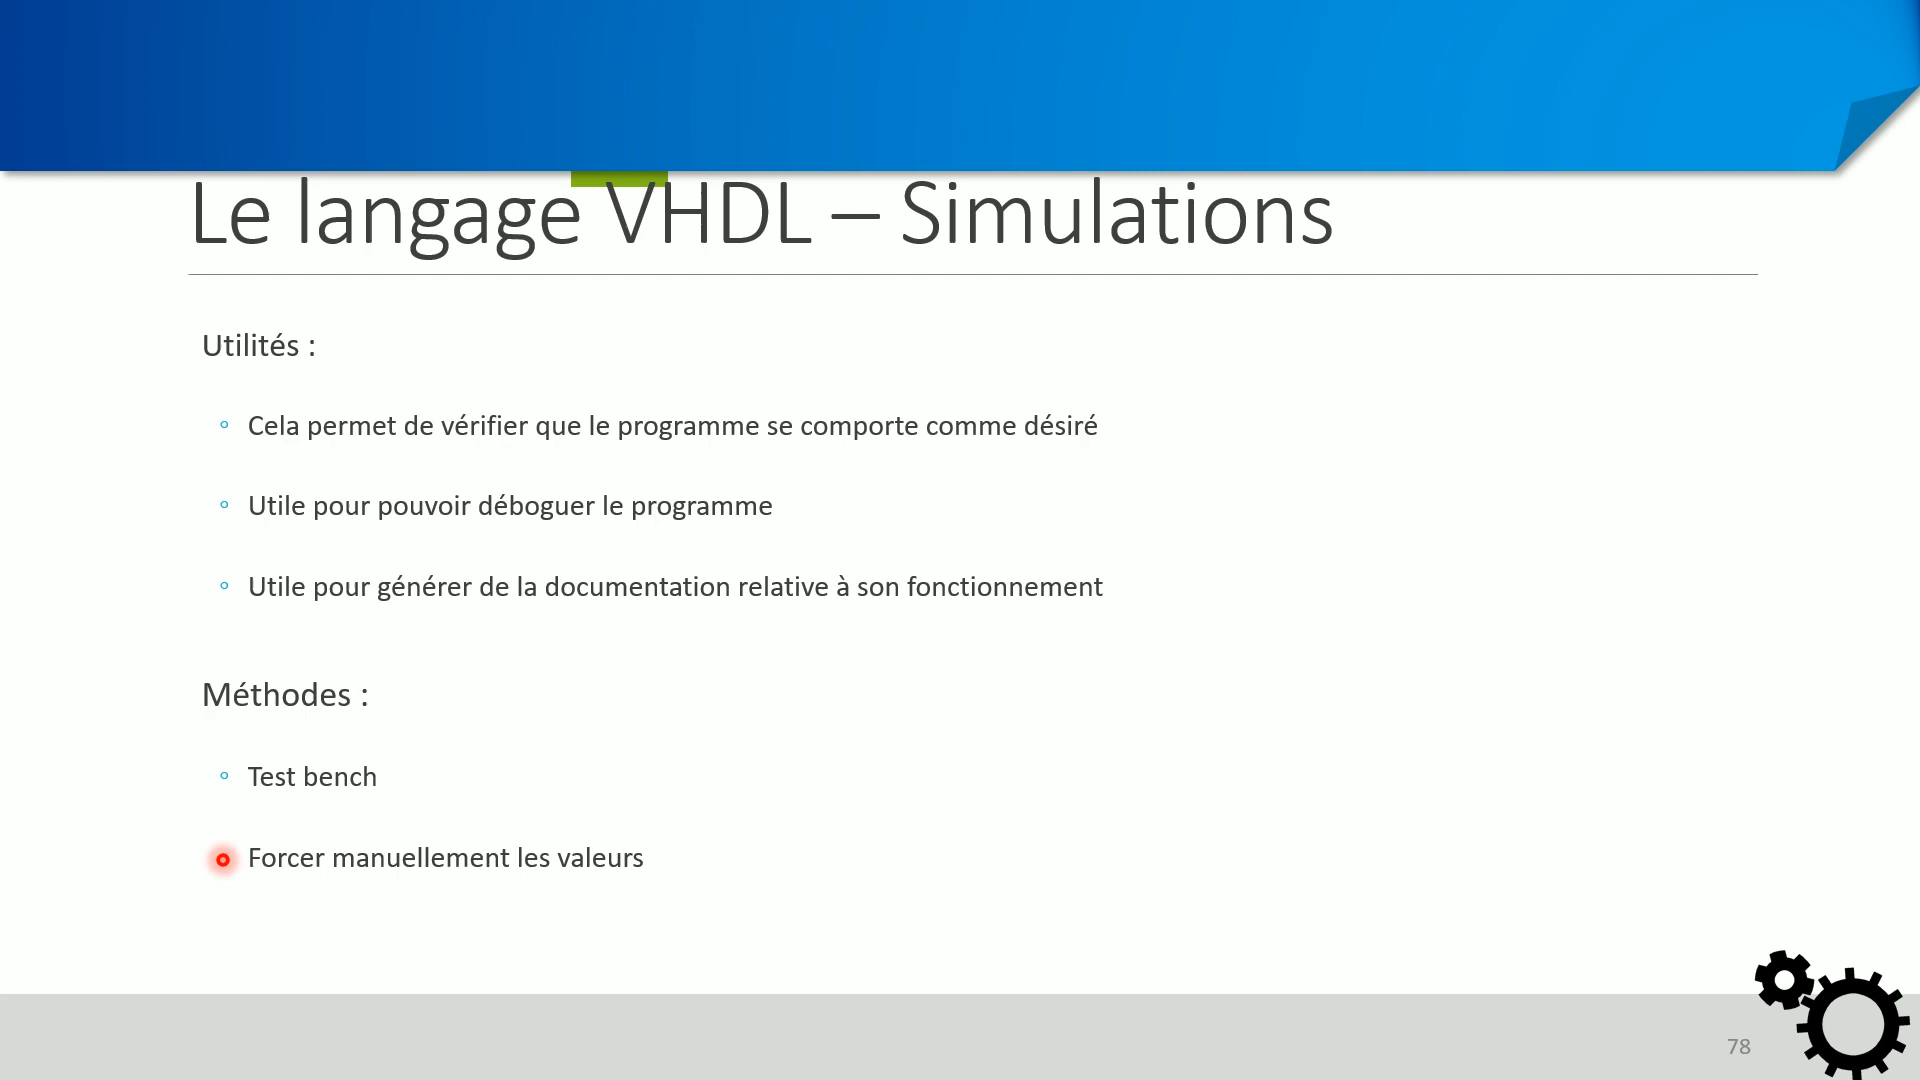 Le langage VHDL – Simulations
Utilités :
Cela permet de vérifier que le programme se comporte comme désiré
Utile pour pouvoir déboguer le programme
Utile pour générer de la documentation relative à son fonctionnement
Méthodes :
Test bench
Forcer manuellement les valeurs
78